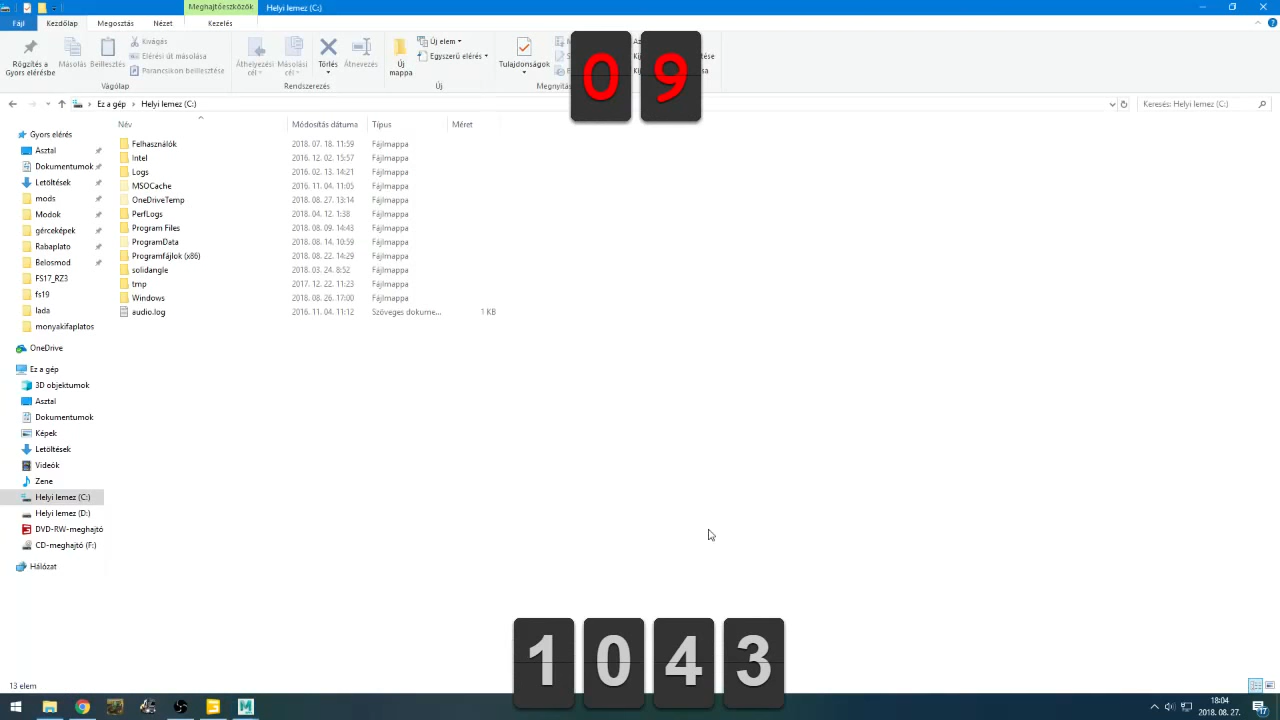 Meghajtóeszközök Helyi lemez (C:)
Fájl Kezdőlap Megosztás Nézet Kezelés
Rögzítés a Gyors elérésbe
Másolás
Beillesztés
Kivágás
Elérési út másolása
Parancsikon beillesztése
Vágólap
Áthelyezési cél
Másolási cél
Törlés
Átnevezés
Rendszerezés
Új mappa
Új elem
Egyszerű elérés
Új
Tulajdonságok
09
Ez a gép > Helyi lemez (C:)
Keresés: Helyi lemez (C:)
Név Módosítás dátuma Típus Méret
Felhasználók 2018. 07. 18. 11:59 Fájlmappa
Intel 2016. 12. 02. 15:57 Fájlmappa
Logs 2016. 02. 13. 14:21 Fájlmappa
MSOCache 2016. 11. 04. 11:05 Fájlmappa
OneDriveTemp 2018. 08. 27. 13:14 Fájlmappa
PerfLogs 2018. 04. 12. 1:38 Fájlmappa
Program Files 2018. 08. 09. 14:43 Fájlmappa
ProgramData 2018. 08. 14. 10:59 Fájlmappa
Programfájlok (x86) 2018. 08. 22. 14:29 Fájlmappa
solidangle 2018. 03. 24. 8:52 Fájlmappa
tmp 2017. 12. 22. 11:23 Fájlmappa
Windows 2018. 08. 26. 17:00 Fájlmappa
audio.log 2016. 11. 04. 11:12 Szöveges dokume... 1 KB
Gyors elérés
Asztal
Dokumentumok
Letöltések
mods
Modok
gérceképek
Rabaplato
Belosmod
FS17_RZ3
fs19
lada
monyakifaplatos
OneDrive
Ez a gép
3D objektumok
Asztal
Dokumentumok
Képek
Letöltések
Videók
Zene
Helyi lemez (C:)
Helyi lemez (D:)
DVD-RW-meghajtó
CD-meghajtó (F:)
Hálózat
1043
13 elem
18:04
2018. 08. 27.
17